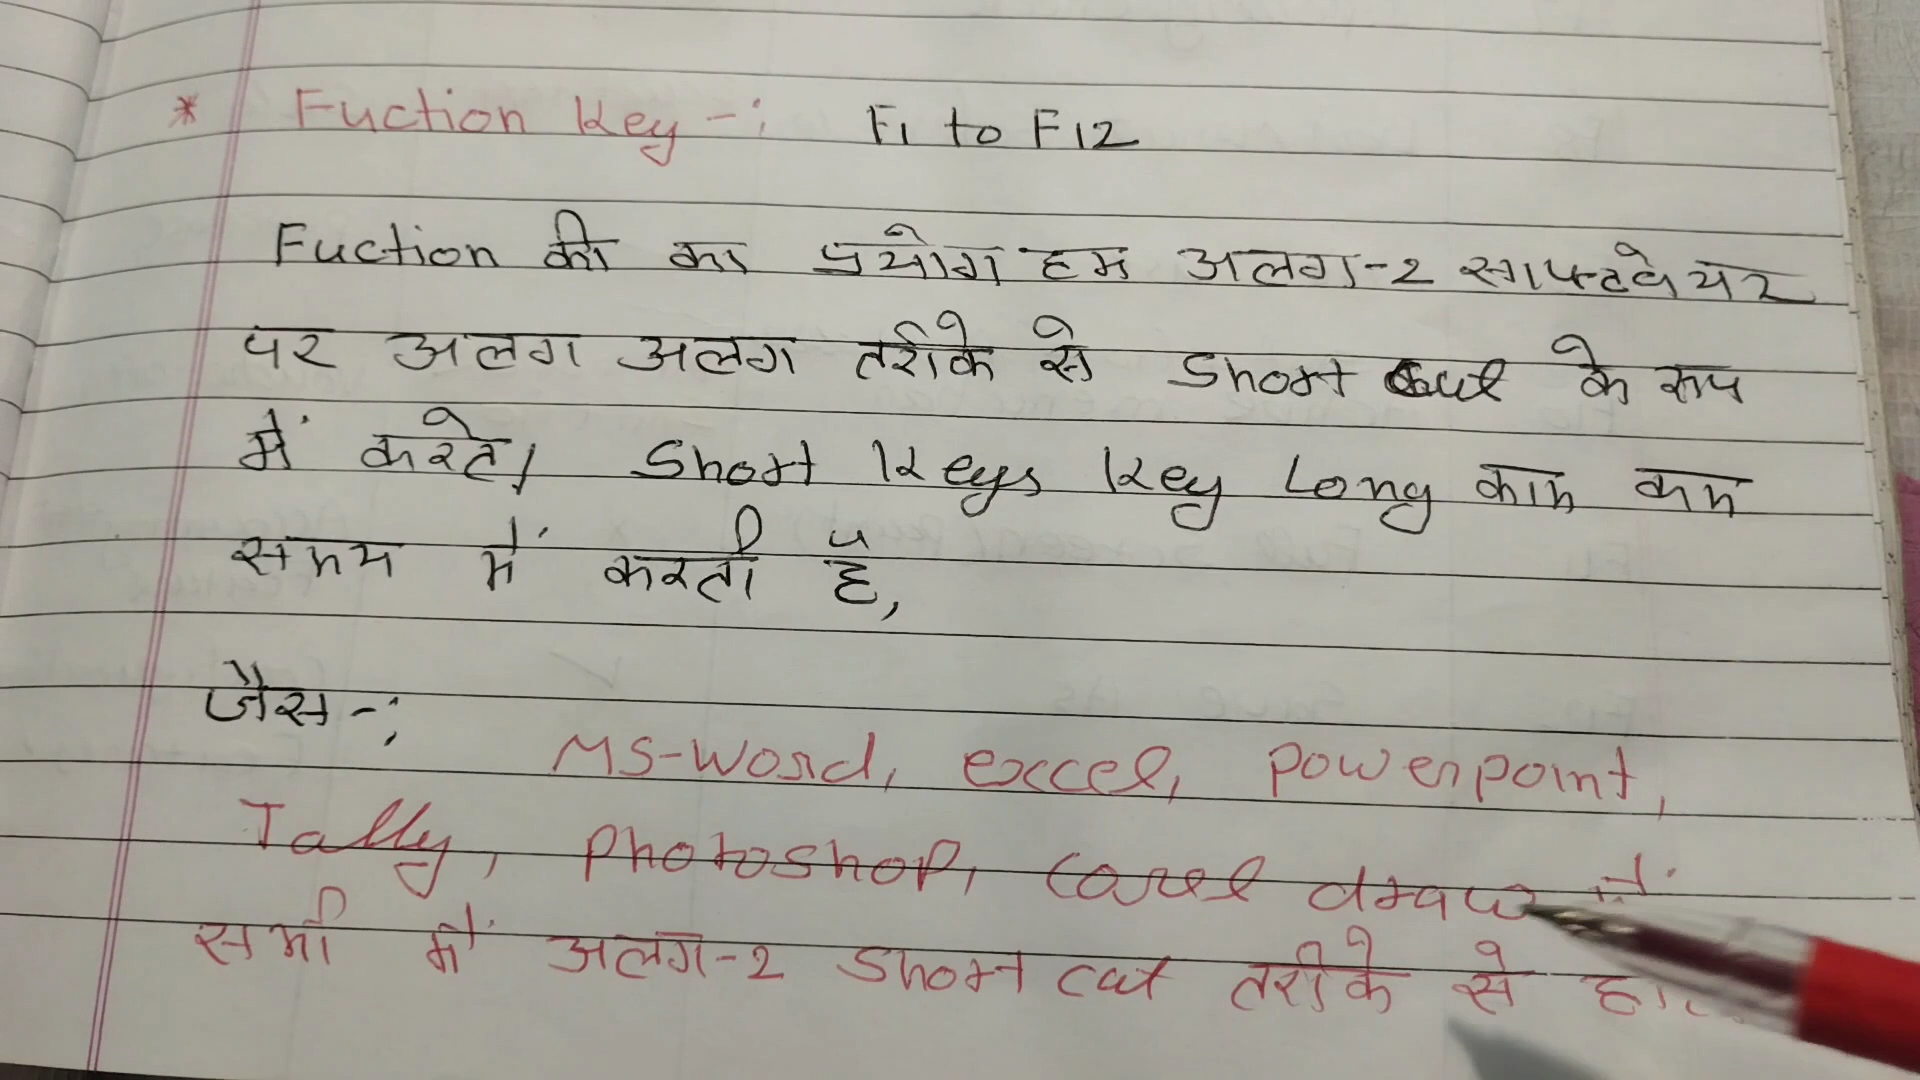 * Fuction Key -: F1 to F12
Fuction की का प्रयोग हम अलग-2 साफ्टवेयर
पर अलग अलग तरीके से Short Cut के रूप
में करते। Short Keys Key Long काम कम
समय में करती है,
जैस-:
MS-Word, excel, powerpoint,
Tally, Photoshop, Corel draw में
सभी में अलग-2 Short cut तरीके से